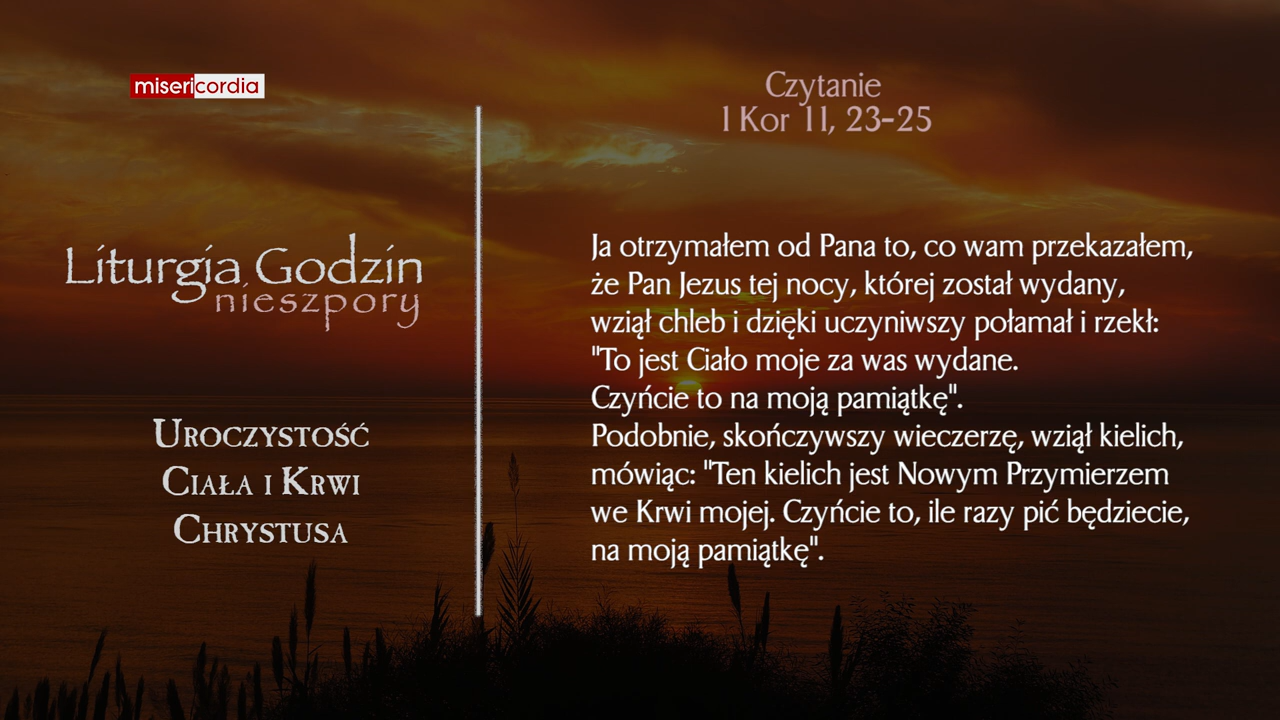 misericordia
Liturgia Godzin
nieszpory
Uroczystość
Ciała i Krwi
Chrystusa
Czytanie
1 Kor 11, 23-25
Ja otrzymałem od Pana to, co wam przekazałem,
że Pan Jezus tej nocy, której został wydany,
wziął chleb i dzięki uczyniwszy połamał i rzekł:
"To jest Ciało moje za was wydane.
Czyńcie to na moją pamiątkę".
Podobnie, skończywszy wieczerzę, wziął kielich,
mówiąc: "Ten kielich jest Nowym Przymierzem
we Krwi mojej. Czyńcie to, ile razy pić będziecie,
na moją pamiątkę".